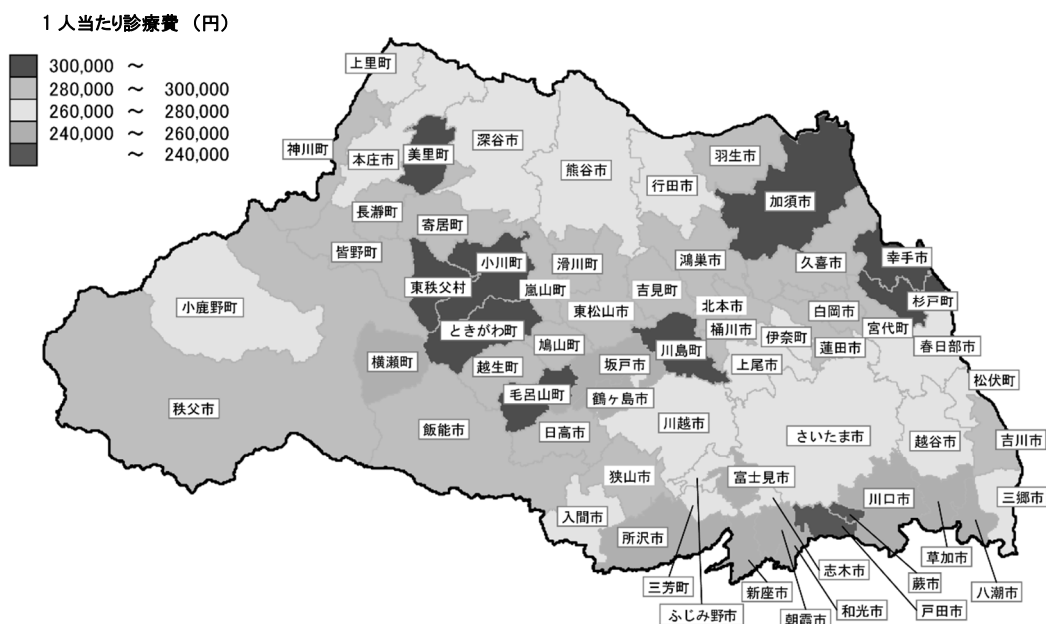 1 人当たり診療費 (円)
300,000 ～
280,000 ～ 300,000
260,000 ～ 280,000
240,000 ～ 260,000
～ 240,000
上里町
神川町
本庄市
美里町
深谷市
熊谷市
行田市
羽生市
加須市
長瀞町
寄居町
皆野町
小川町
滑川町
鴻巣市
久喜市
幸手市
東秩父村
嵐山町
吉見町
北本市
杉戸町
小鹿野町
ときがわ町
東松山市
桶川市
伊奈町
白岡市
宮代町
横瀬町
鳩山町
川島町
上尾市
蓮田市
春日部市
越生町
坂戸市
松伏町
毛呂山町
鶴ヶ島市
秩父市
飯能市
日高市
川越市
さいたま市
越谷市
吉川市
狭山市
富士見市
川口市
三郷市
入間市
所沢市
草加市
三芳町
新座市
志木市
蕨市
八潮市
ふじみ野市
朝霞市
和光市
戸田市